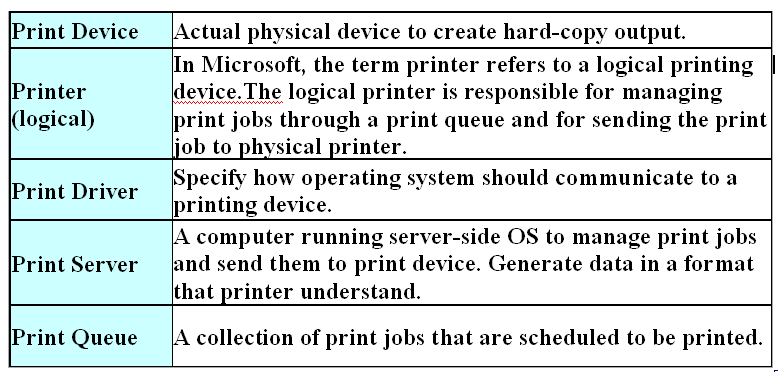 Print Device
Actual physical device to create hard-copy output.
Printer
(logical)
In Microsoft, the term printer refers to a logical printing
device.The logical printer is responsible for managing
print jobs through a print queue and for sending the print
job to physical printer.
Print Driver
Specify how operating system should communicate to a
printing device.
Print Server
A computer running server-side OS to manage print jobs
and send them to print device. Generate data in a format
that printer understand.
Print Queue
A collection of print jobs that are scheduled to be printed.